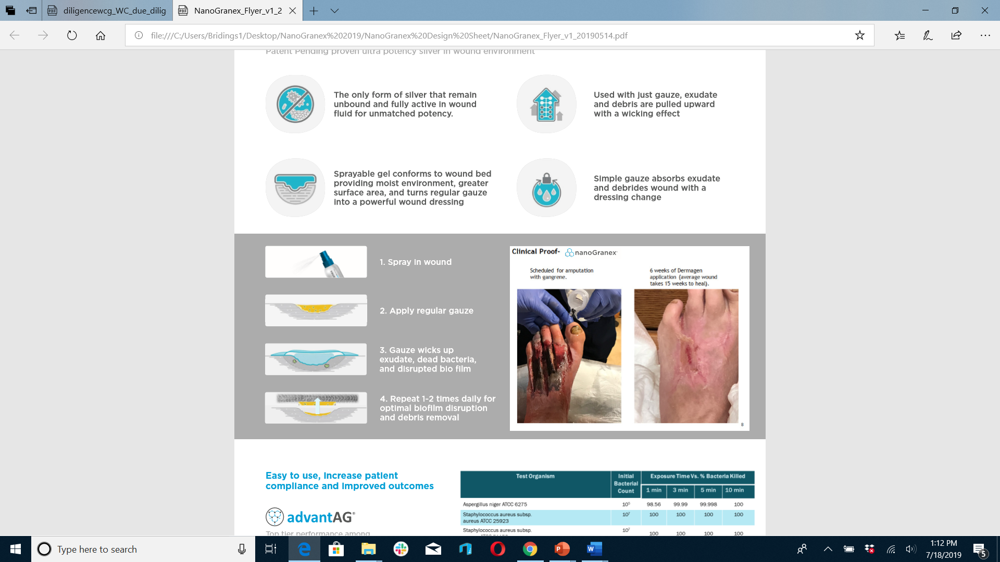 diligencewcg_WC_due_dilig
NanoGranex_Flyer_v1_2
file:///C:/Users/Bridings1/Desktop/NanoGranex%202019/NanoGranex%20Design%20Sheet/NanoGranex_Flyer_v1_20190514.pdf
Patent Pending proven ultra potency silver in wound environment
The only form of silver that remain
unbound and fully active in wound
fluid for unmatched potency.
Used with just gauze, exudate
and debris are pulled upward
with a wicking effect
Sprayable gel conforms to wound bed
providing moist environment, greater
surface area, and turns regular gauze
into a powerful wound dressing
Simple gauze absorbs exudate
and debrides wound with a
dressing change
1. Spray in wound
2. Apply regular gauze
3. Gauze wicks up
exudate, dead bacteria,
and disrupted bio film
4. Repeat 1-2 times daily for
optimal biofilm disruption
and debris removal
Clinical Proof- nanoGranex
Scheduled for amputation
with gangrene.
6 weeks of Dermagen
application (average wound
takes 15 weeks to heal).
8
Easy to use, increase patient
compliance and improved outcomes
advantAG®
Top tier performance among
Test Organism
Initial
Bacterial
Count
Exposure Time Vs. % Bacteria Killed
1 min 3 min 5 min 10 min
Aspergillus niger ATCC 6275 10⁵ 98.56 99.99 99.998 100
Staphylococcus aureus subsp.
aureus ATCC 25923 10⁷ 100 100 100 100
Staphylococcus aureus subsp. 10⁷ 100 100 100 100
Type here to search
1:12 PM
7/18/2019
5